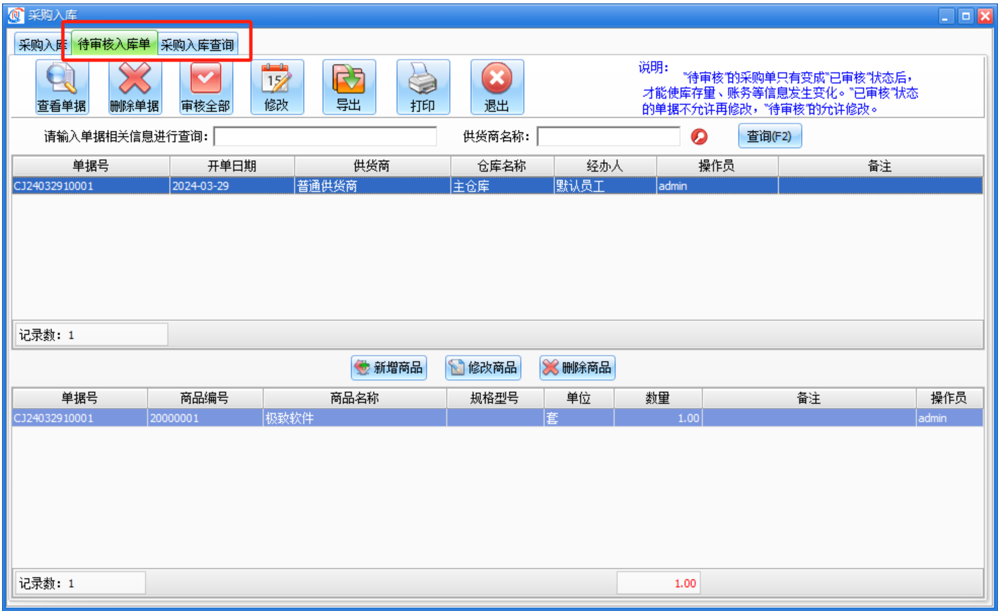 采购入库
采购入库 待审核入库单 采购入库查询
查看单据 删除单据 审核全部 修改 导出 打印 退出
说明：
"待审核"的采购单只有变成"已审核"状态后，
才能使库存量、账务等信息发生变化。"已审核"状态
的单据不允许再修改，"待审核"的允许修改。
请输入单据相关信息进行查询： 供货商名称： 查询(F2)
单据号 开单日期 供货商 仓库名称 经办人 操作员 备注
CJ24032910001 2024-03-29 普通供货商 主仓库 默认员工 admin
记录数：1
新增商品 修改商品 删除商品
单据号 商品编号 商品名称 规格型号 单位 数量 备注 操作员
CJ24032910001 20000001 极致软件 套 1.00 admin
记录数：1 1.00